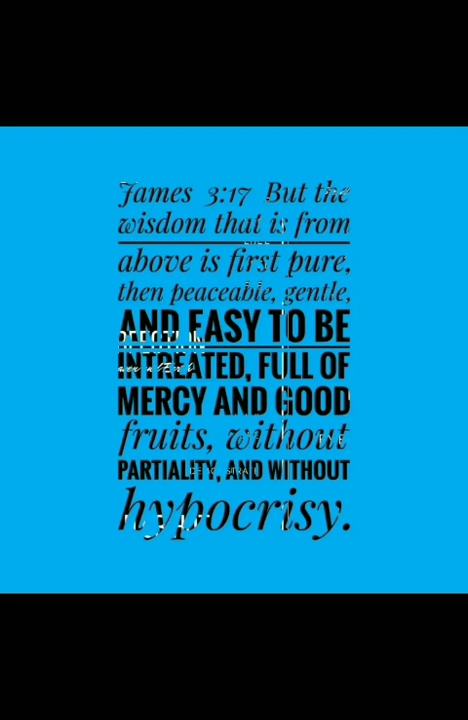 James 3:17 But the
wisdom that is from
above is first pure,
then peaceable, gentle,
AND EASY TO BE
INTREATED, FULL OF
MERCY AND GOOD
fruits, without
PARTIALITY, AND WITHOUT
hypocrisy.